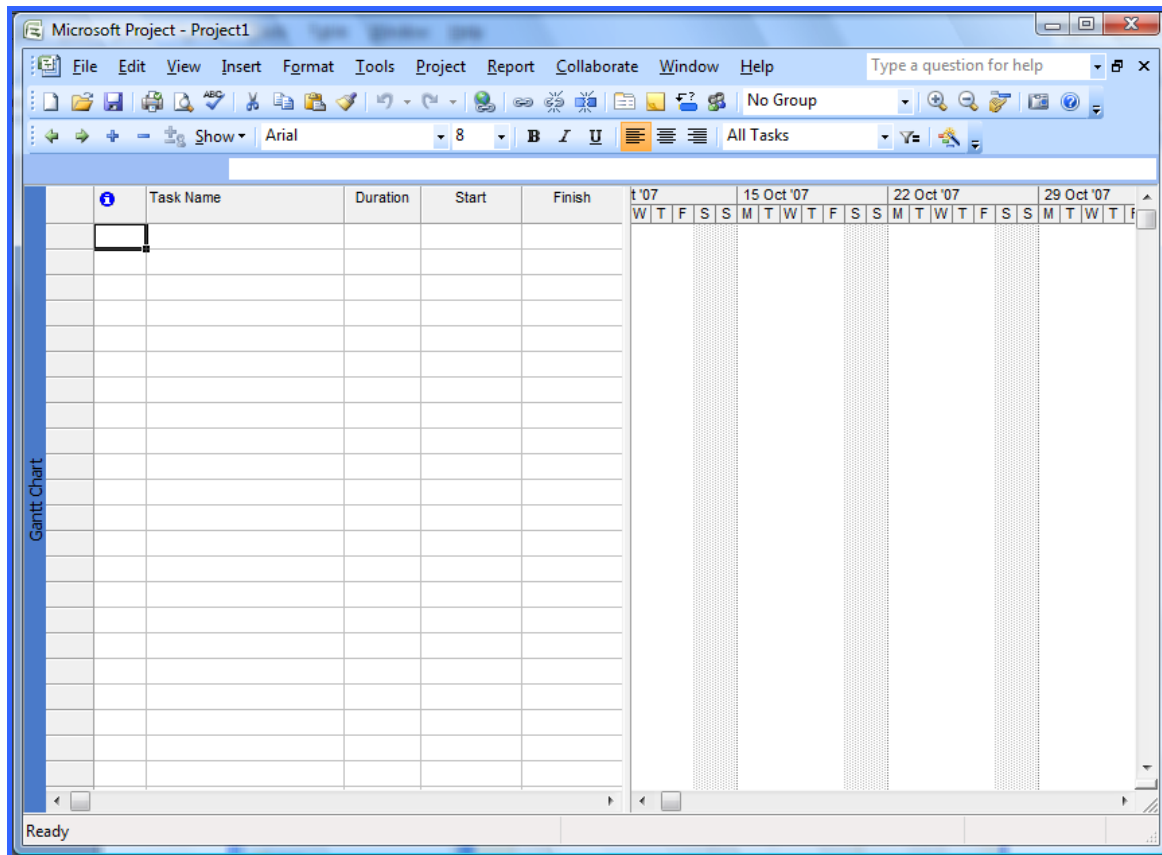 Microsoft Project - Project1
File Edit View Insert Format Tools Project Report Collaborate Window Help Type a question for help
ABC No Group
Show Arial 8 B I U All Tasks
Task Name Duration Start Finish t '07 15 Oct '07 22 Oct '07 29 Oct '07
W T F S S M T W T F S S M T W T F S S M T W T F
Gantt Chart
Ready